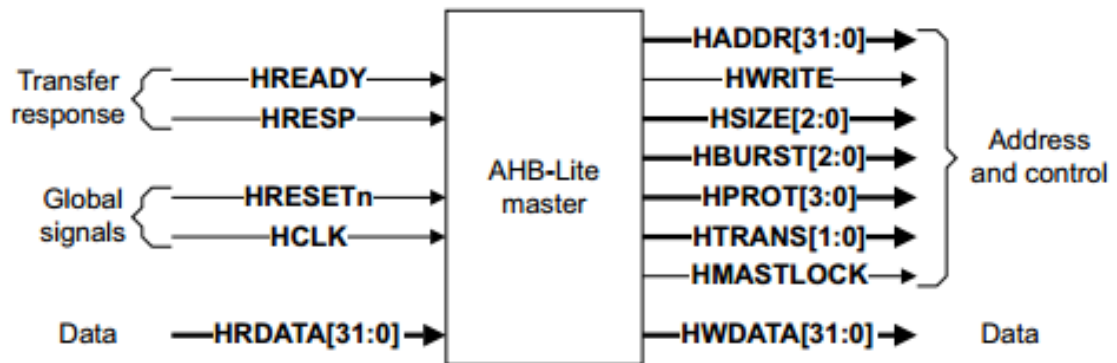 HADDR[31:0]
Transfer
response
HREADY
HWRITE
HRESP
HSIZE[2:0]
HBURST[2:0]
AHB-Lite
master
Address
and control
Global
signals
HRESETn
HPROT[3:0]
HCLK
HTRANS[1:0]
HMASTLOCK
Data
HRDATA[31:0]
HWDATA[31:0]
Data